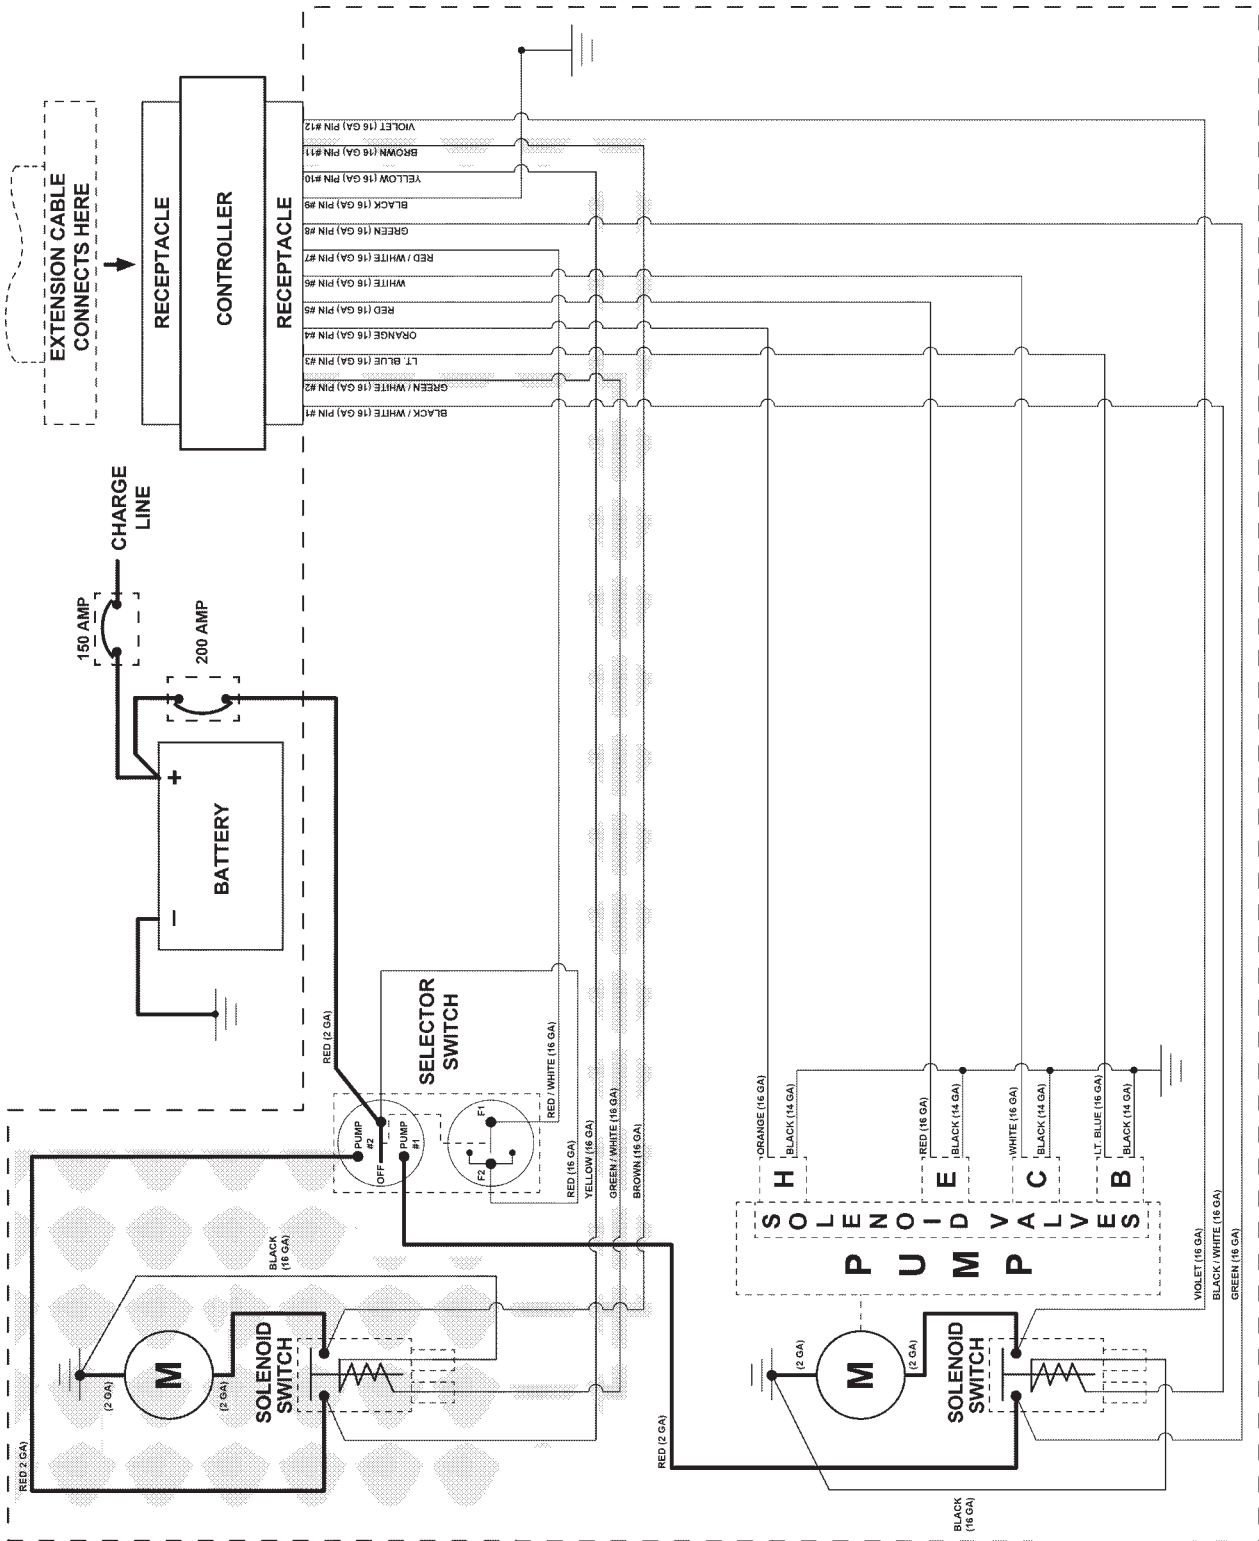 EXTENSION CABLE
CONNECTS HERE
RECEPTACLE
CONTROLLER
RECEPTACLE
VIOLET (16 GA) PIN #12
BROWN (16 GA) PIN #11
YELLOW (16 GA) PIN #10
BLACK (16 GA) PIN #9
GREEN (16 GA) PIN #8
RED / WHITE (16 GA) PIN #7
WHITE (16 GA) PIN #6
RED (16 GA) PIN #5
ORANGE (16 GA) PIN #4
LT. BLUE (16 GA) PIN #3
GREEN / WHITE (16 GA) PIN #2
BLACK / WHITE (16 GA) PIN #1
CHARGE
LINE
150 AMP
200 AMP
+
BATTERY
–
RED (2 GA)
SELECTOR
SWITCH
PUMP
#2
OFF
PUMP
#1
F1
F2
RED / WHITE (16 GA)
RED (16 GA)
YELLOW (16 GA)
GREEN / WHITE (16 GA)
BROWN (16 GA)
ORANGE (16 GA)
BLACK (14 GA)
RED (16 GA)
BLACK (14 GA)
WHITE (16 GA)
BLACK (14 GA)
LT. BLUE (16 GA)
BLACK (14 GA)
H
E
C
B
SOLENOID VALVES
PUMP
VIOLET (16 GA)
BLACK / WHITE (16 GA)
GREEN (16 GA)
BLACK
(16 GA)
M
(2 GA)
(2 GA)
SOLENOID
SWITCH
RED 2 GA)
RED (2 GA)
M
(2 GA)
(2 GA)
SOLENOID
SWITCH
BLACK
(16 GA)